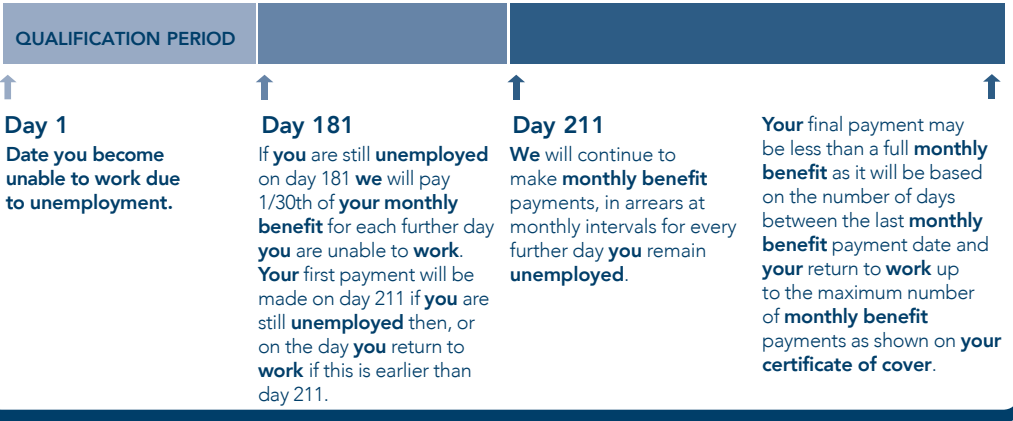 QUALIFICATION PERIOD
Day 1
Date you become
unable to work due
to unemployment.
Day 181
If you are still unemployed
on day 181 we will pay
1/30th of your monthly
benefit for each further day
you are unable to work.
Your first payment will be
made on day 211 if you are
still unemployed then, or
on the day you return to
work if this is earlier than
day 211.
Day 211
We will continue to
make monthly benefit
payments, in arrears at
monthly intervals for every
further day you remain
unemployed.
Your final payment may
be less than a full monthly
benefit as it will be based
on the number of days
between the last monthly
benefit payment date and
your return to work up
to the maximum number
of monthly benefit
payments as shown on your
certificate of cover.